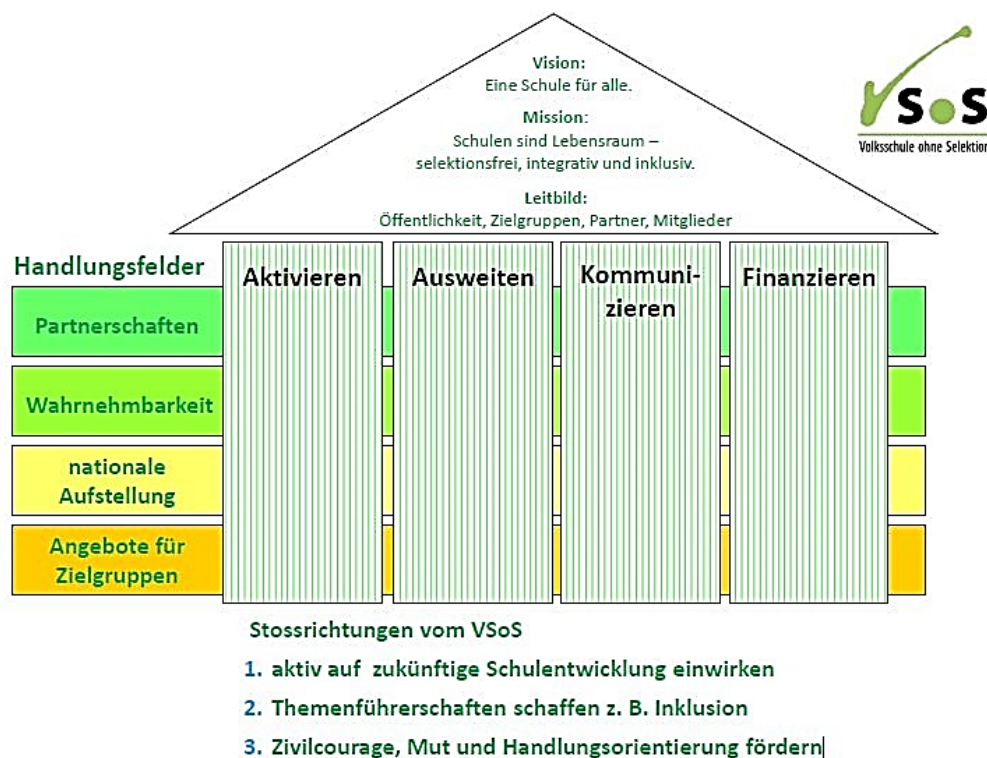 Vision:
Eine Schule für alle.
Mission:
Schulen sind Lebensraum –
selektionsfrei, integrativ und inklusiv.
Leitbild:
Öffentlichkeit, Zielgruppen, Partner, Mitglieder
VSoS
Volksschule ohne Selektion
Handlungsfelder
Aktivieren
Ausweiten
Kommuni-
zieren
Finanzieren
Partnerschaften
Wahrnehmbarkeit
nationale
Aufstellung
Angebote für
Zielgruppen
Stossrichtungen vom VSoS
1. aktiv auf zukünftige Schulentwicklung einwirken
2. Themenführerschaften schaffen z. B. Inklusion
3. Zivilcourage, Mut und Handlungsorientierung fördern